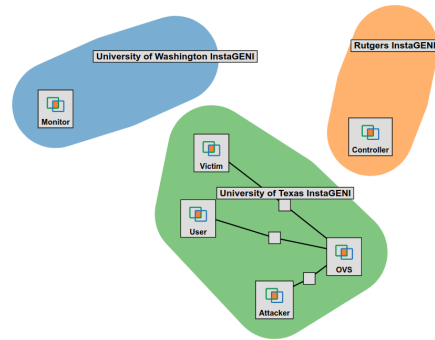 Rutgers InstaGENI
University of Washington InstaGENI
Monitor
Controller
Victim
University of Texas InstaGENI
User
OVS
Attacker